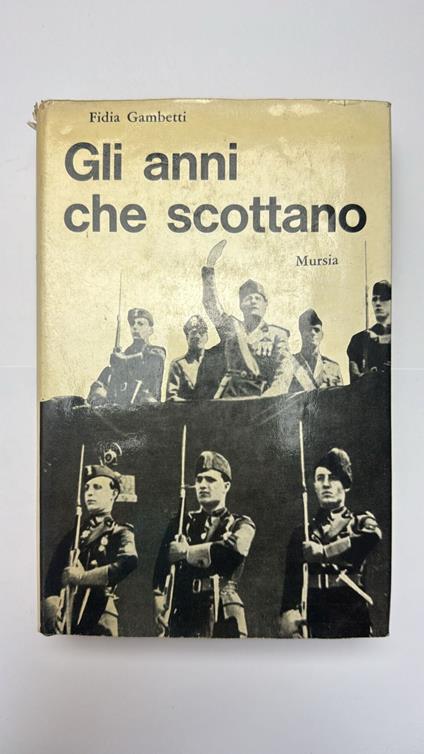 Fidia Gambetti
Gli anni
che scottano
Mursia